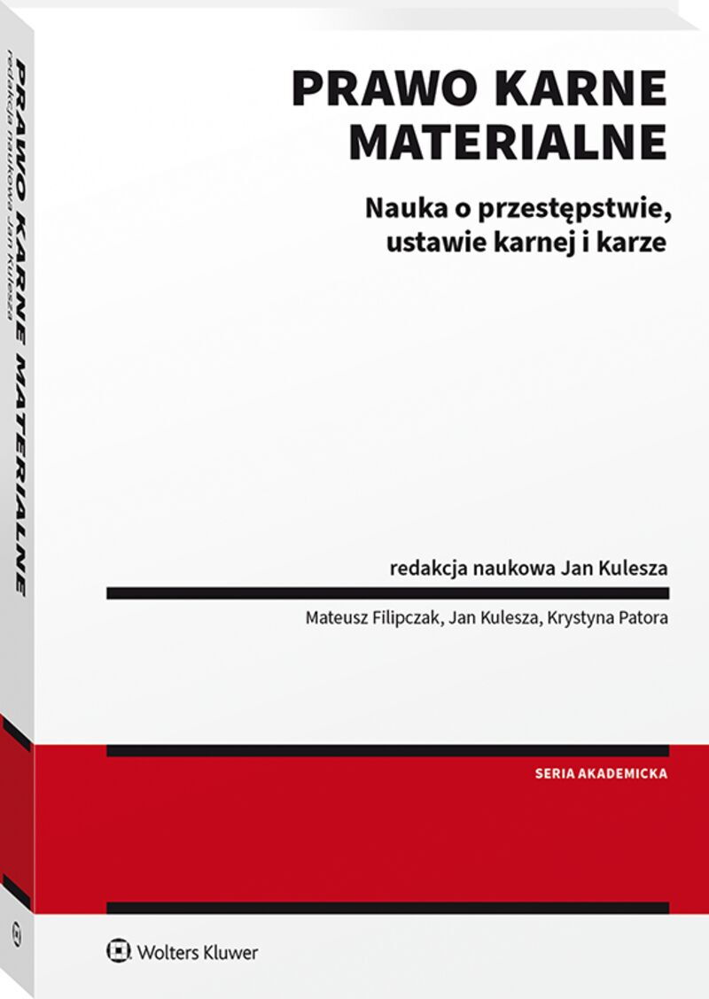 PRAWO KARNE
MATERIALNE
Nauka o przestępstwie,
ustawie karnej i karze
redakcja naukowa Jan Kulesza
Mateusz Filipczak, Jan Kulesza, Krystyna Patora
SERIA AKADEMICKA
Wolters Kluwer
PRAWO KARNE MATERIALNE
redakcja naukowa Jan Kulesza